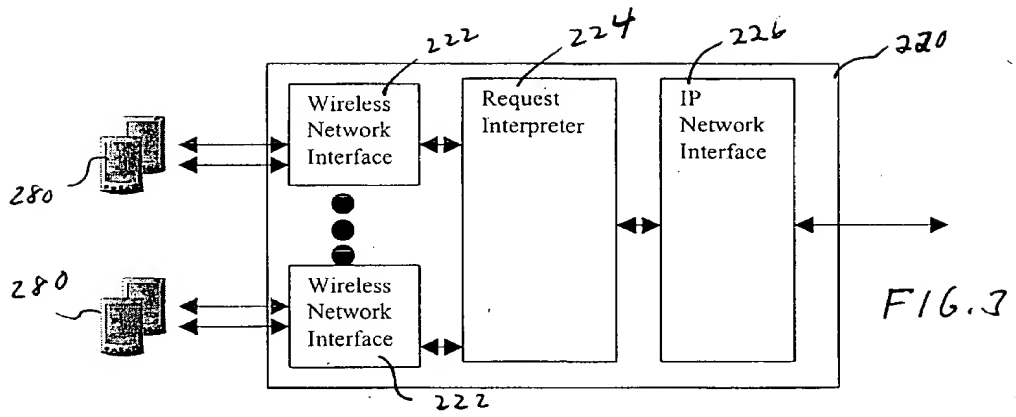 222
224
226
220
Wireless
Network
Interface
Request
Interpreter
IP
Network
Interface
280
280
Wireless
Network
Interface
FIG.3
222